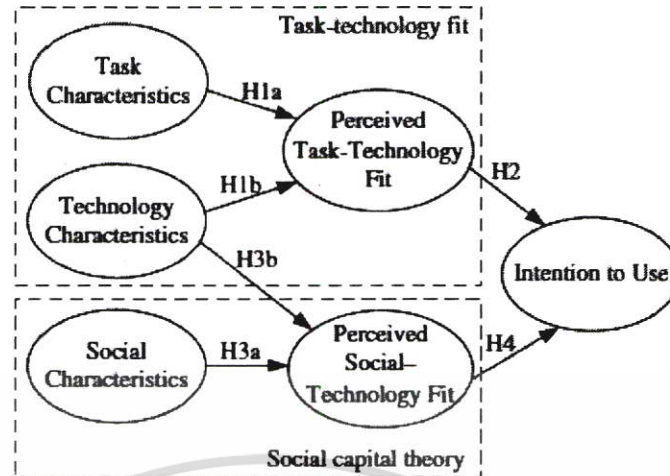 Task-technology fit
Task
Characteristics
H1a
Perceived
Task-Technology
Fit
H2
H1b
Technology
Characteristics
H3b
Intention to Use
Social
Characteristics
H3a
Perceived
Social–
Technology Fit
H4
Social capital theory